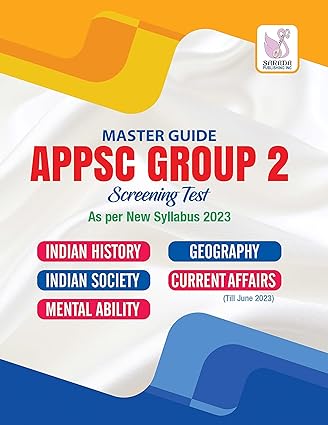 SARADA
PUBLISHING INC
MASTER GUIDE
APPSC GROUP 2
Screening Test
As per New Syllabus 2023
INDIAN HISTORY
GEOGRAPHY
INDIAN SOCIETY
CURRENT AFFAIRS
(Till June 2023)
MENTAL ABILITY